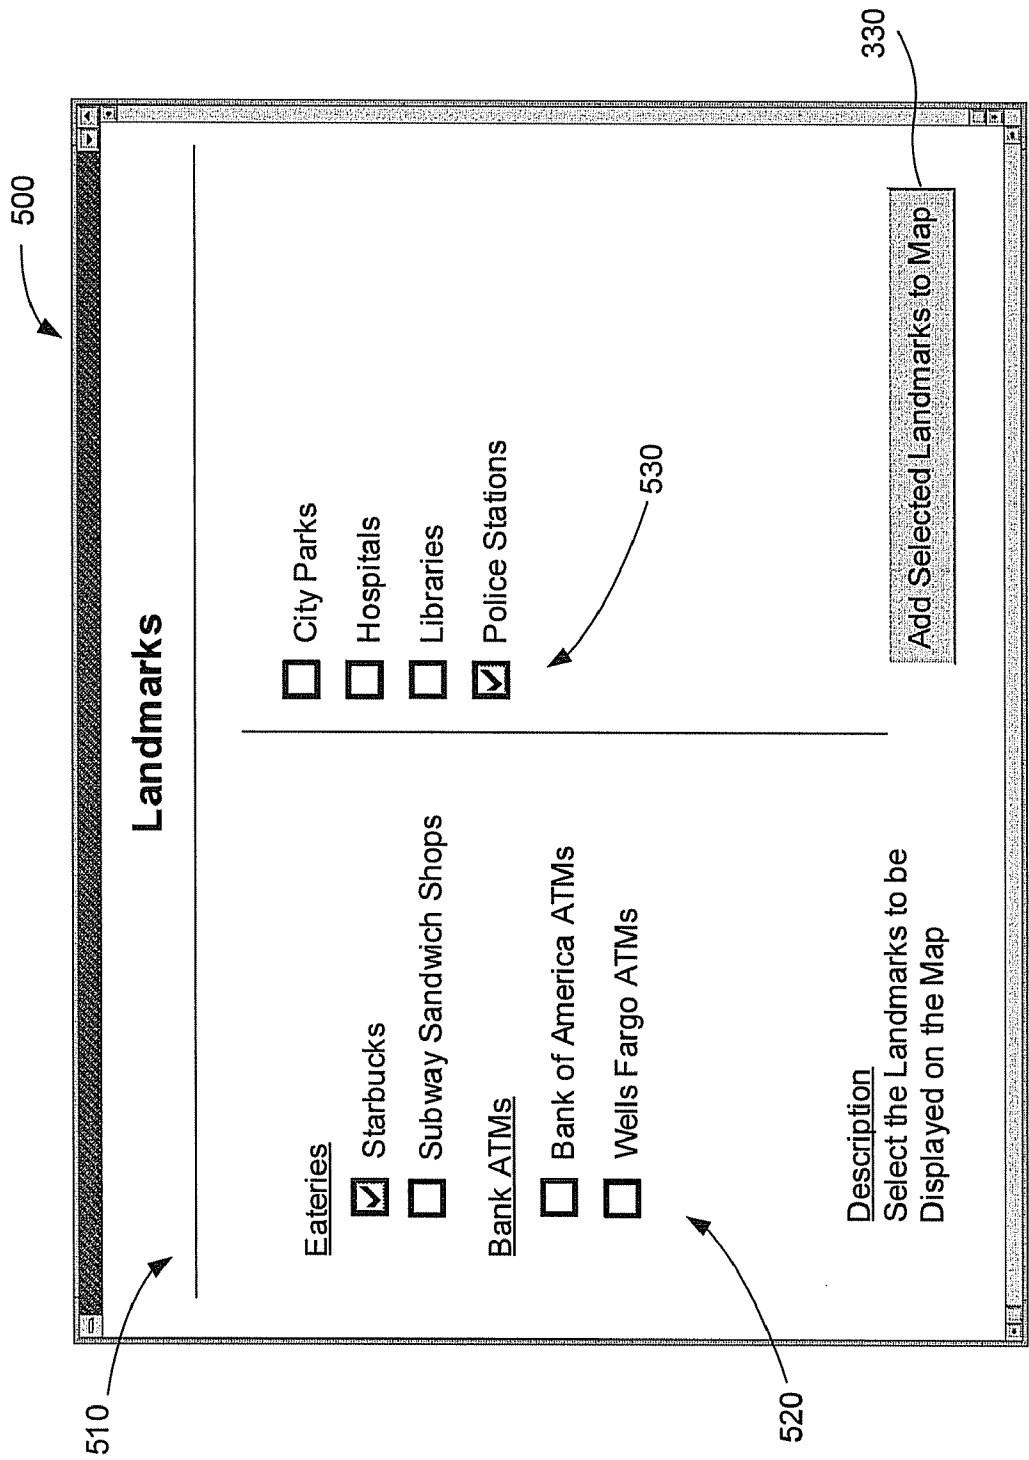 500
510
Landmarks
Eateries
Starbucks
Subway Sandwich Shops
Bank ATMs
Bank of America ATMs
Wells Fargo ATMs
520
City Parks
Hospitals
Libraries
Police Stations
530
Description
Select the Landmarks to be
Displayed on the Map
Add Selected Landmarks to Map
330